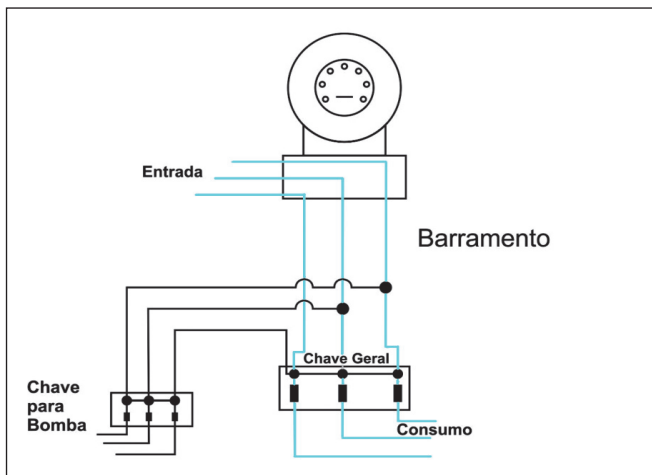 Entrada
Barramento
Chave Geral
Chave
para
Bomba
Consumo